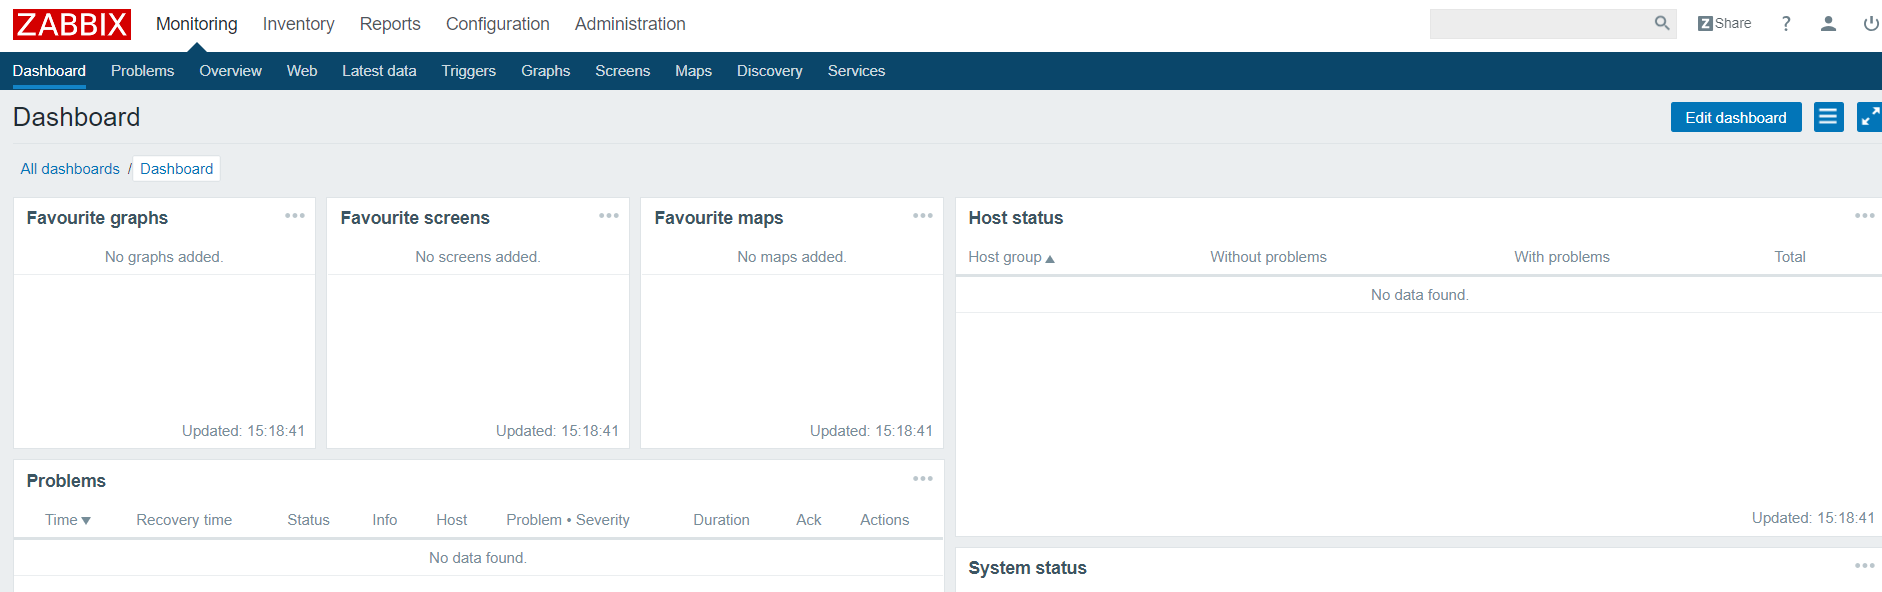 ZABBIX Monitoring Inventory Reports Configuration Administration Z Share ?
Dashboard Problems Overview Web Latest data Triggers Graphs Screens Maps Discovery Services
Dashboard Edit dashboard
All dashboards / Dashboard
Favourite graphs
No graphs added.
Updated: 15:18:41
Favourite screens
No screens added.
Updated: 15:18:41
Favourite maps
No maps added.
Updated: 15:18:41
Host status
Host group ▲ Without problems With problems Total
No data found.
Updated: 15:18:41
Problems
Time ▼ Recovery time Status Info Host Problem • Severity Duration Ack Actions
No data found.
System status